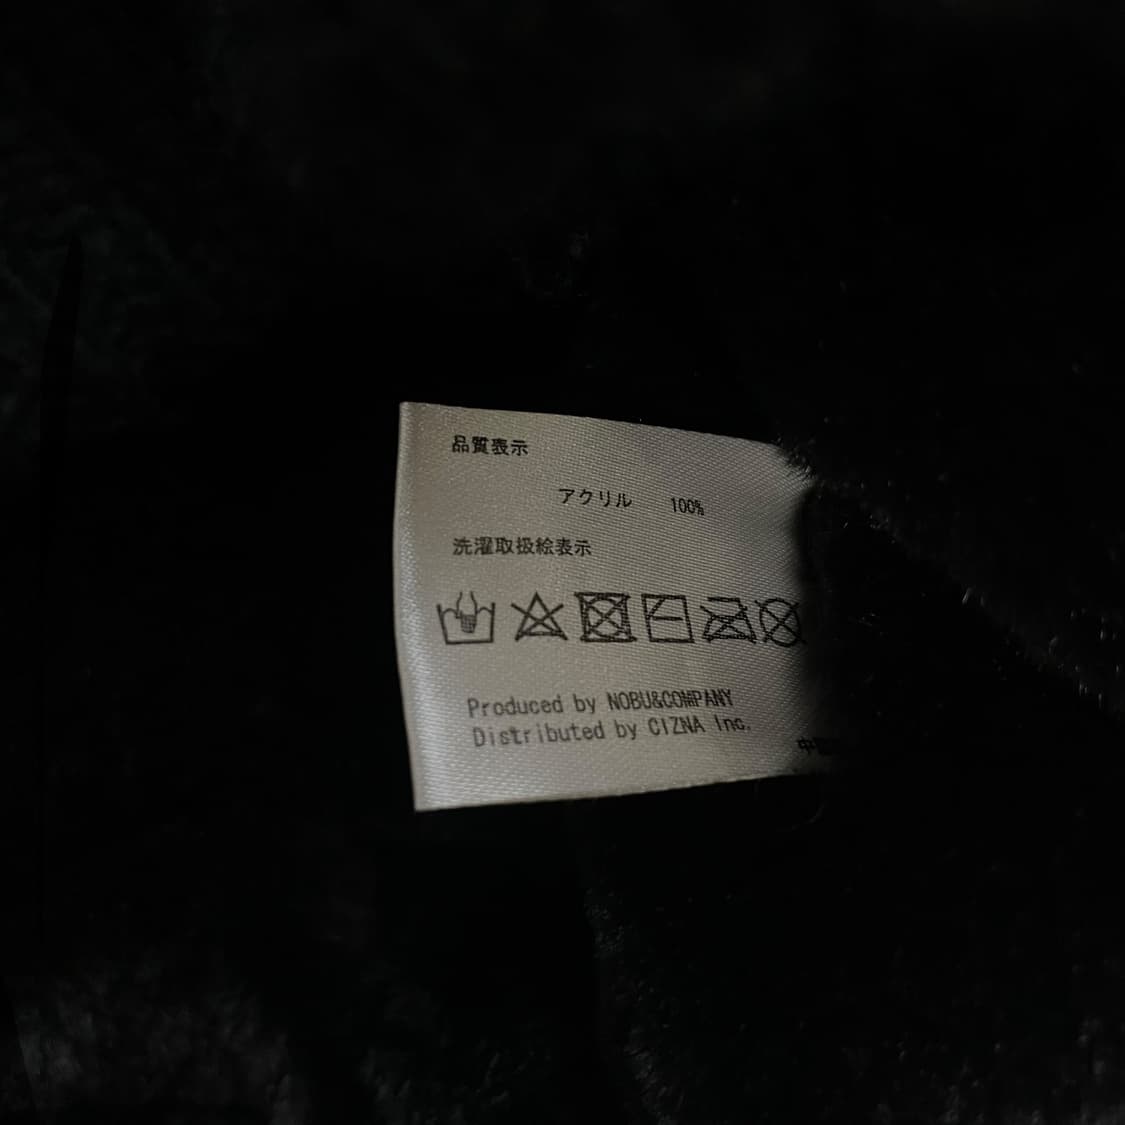 品質表示
アクリル 100%
洗濯取扱絵表示
Produced by NOBU&COMPANY
Distributed by CIZNA Inc.
中